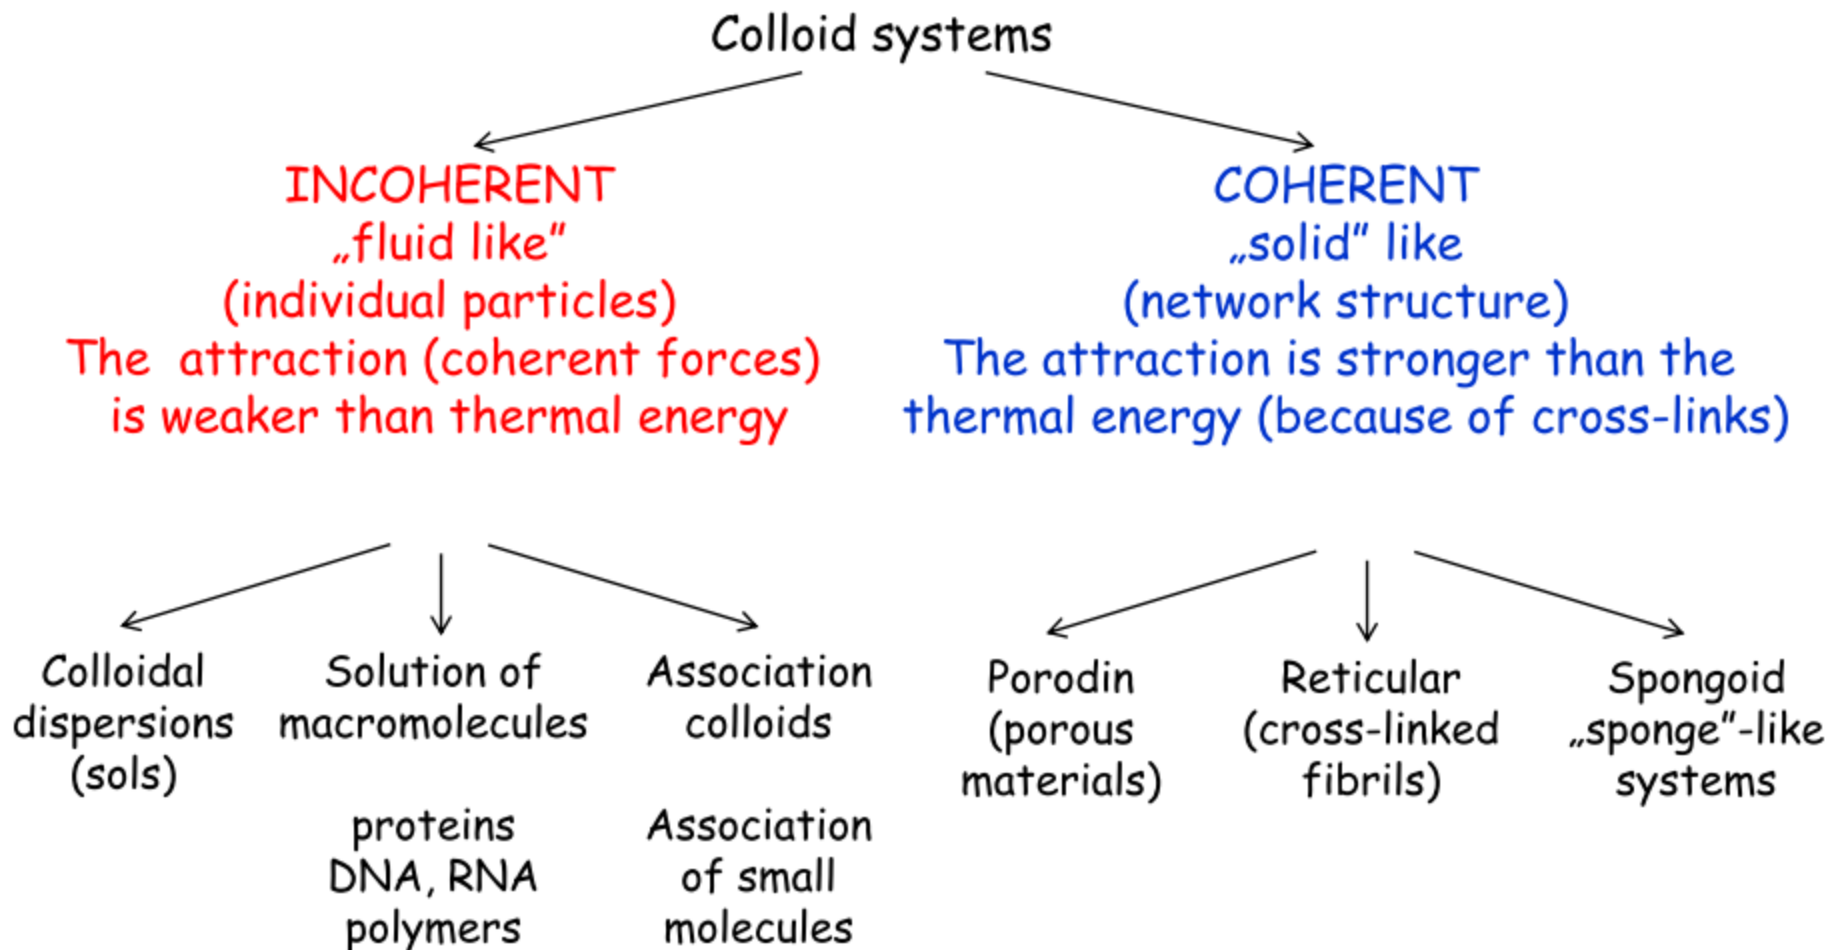 Colloid systems
INCOHERENT
„fluid like”
(individual particles)
The attraction (coherent forces)
is weaker than thermal energy
COHERENT
„solid” like
(network structure)
The attraction is stronger than the
thermal energy (because of cross-links)
Colloidal
dispersions
(sols)
Solution of
macromolecules
proteins
DNA, RNA
polymers
Association
colloids
Association
of small
molecules
Porodin
(porous
materials)
Reticular
(cross-linked
fibrils)
Spongoid
„sponge”-like
systems